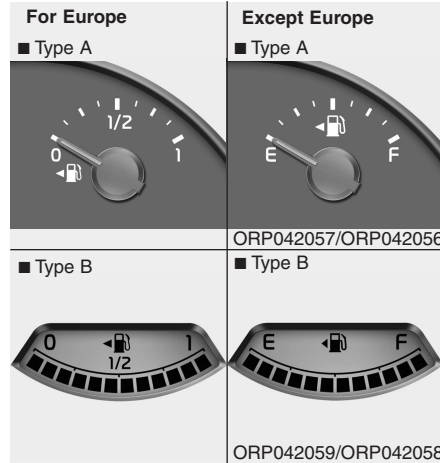 For Europe
Except Europe
■ Type A
■ Type A
1/2
0
1
E
F
ORP042057/ORP042056
■ Type B
■ Type B
0
1
1/2
E
F
ORP042059/ORP042058